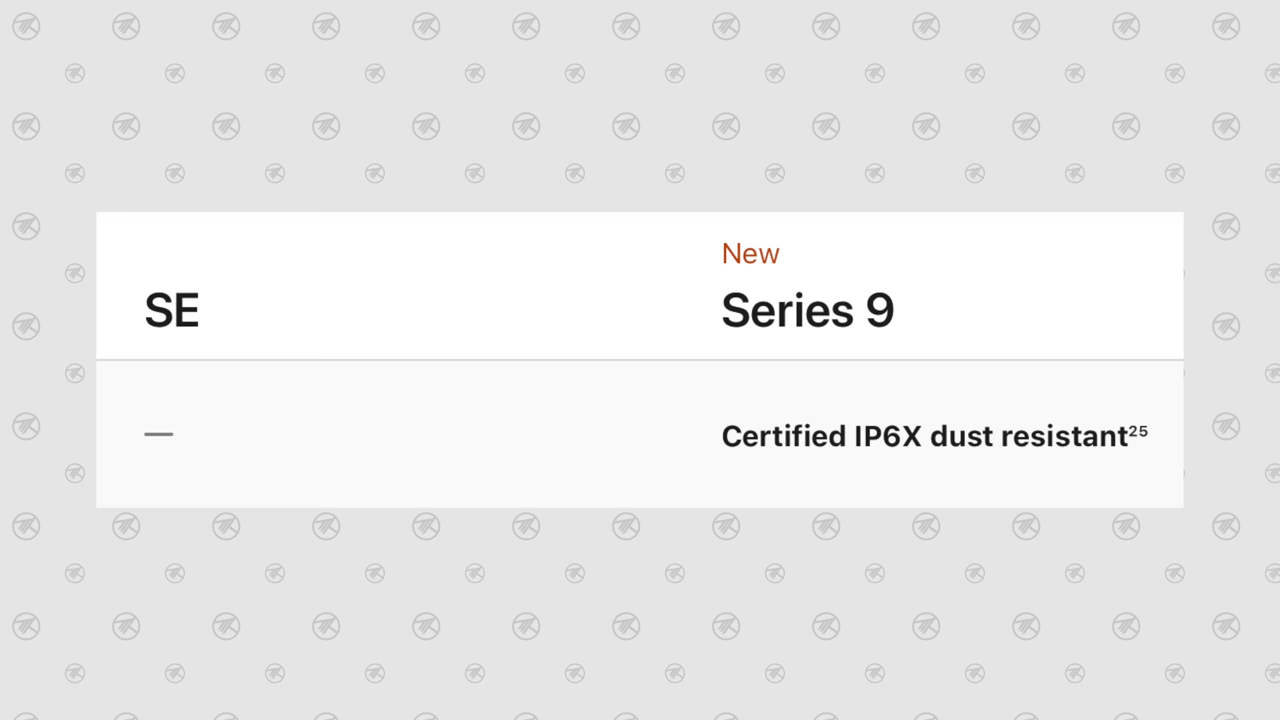 New
SE Series 9
— Certified IP6X dust resistant²⁵